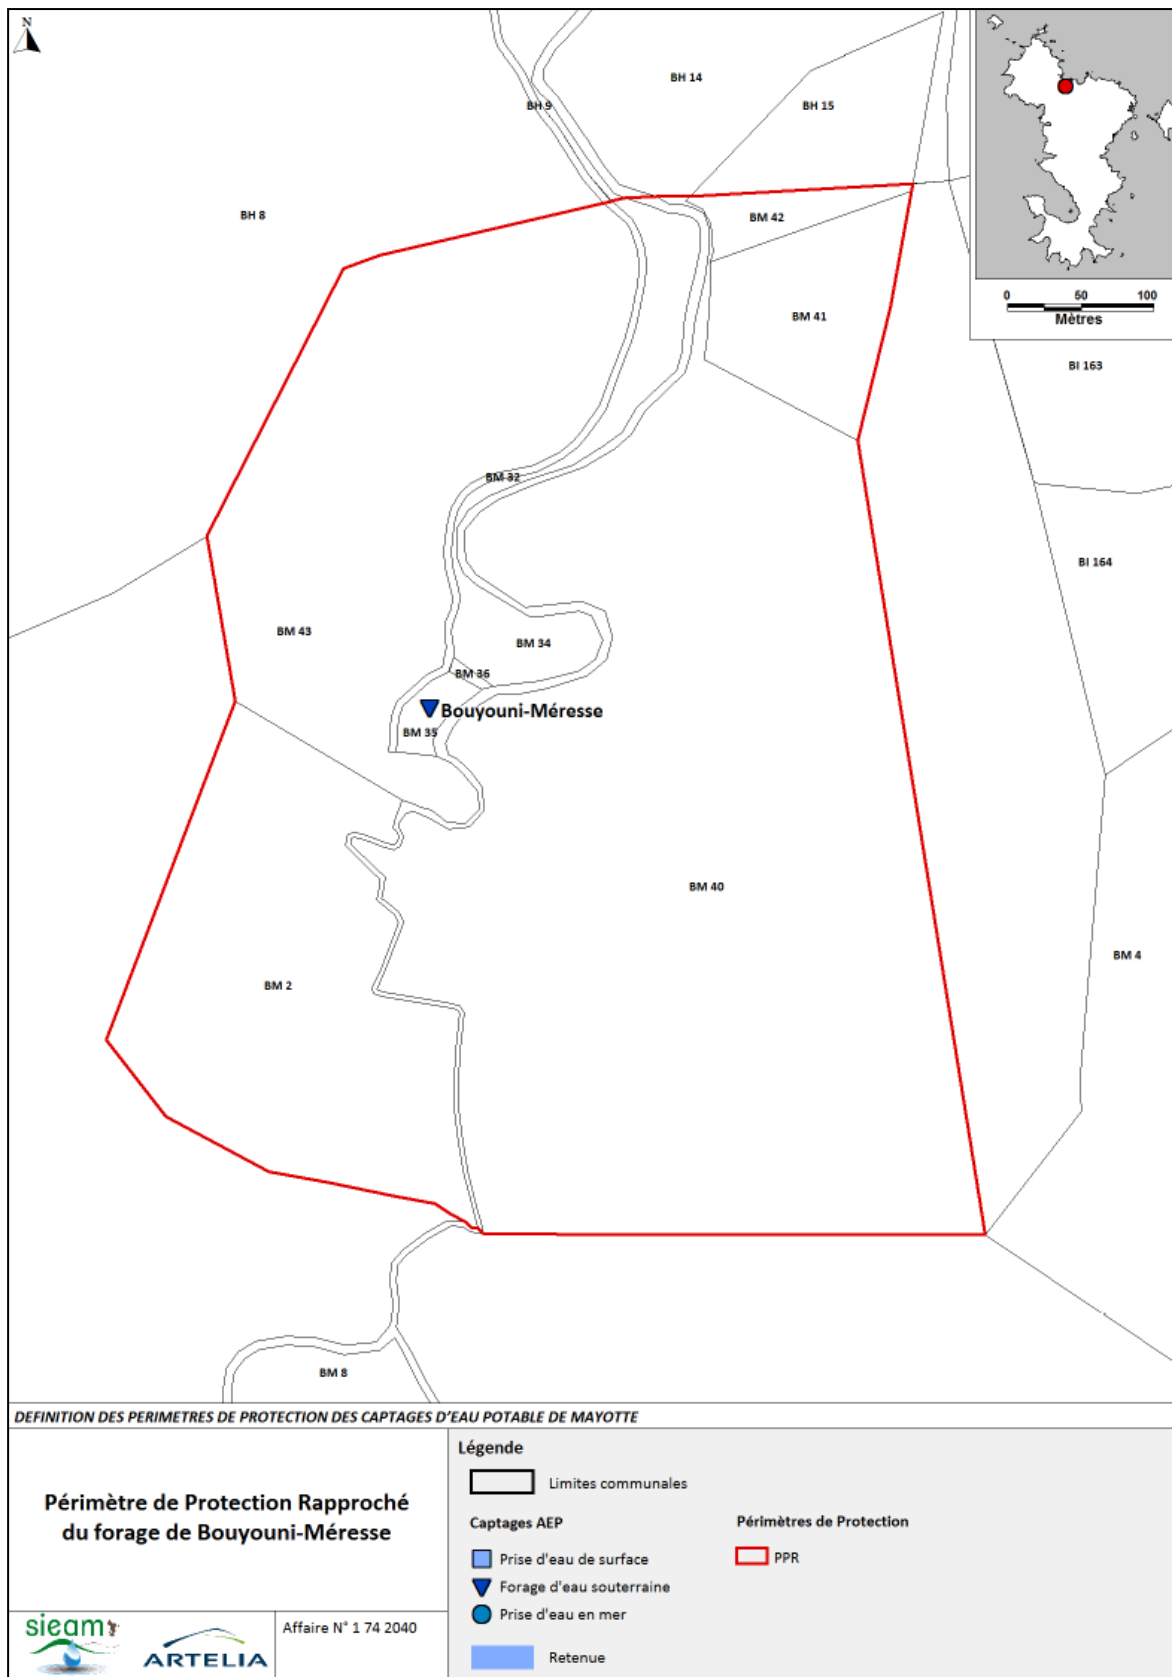 N
BH 14
BH 9
BH 15
BH 8
BM 42
0 50 100
Mètres
BM 41
BI 163
BM 32
BI 164
BM 43
BM 34
BM 36
Bouyouni-Méresse
BM 35
BM 40
BM 4
BM 2
BM 8
DEFINITION DES PERIMETRES DE PROTECTION DES CAPTAGES D'EAU POTABLE DE MAYOTTE
Périmètre de Protection Rapproché
du forage de Bouyouni-Méresse
Légende
Limites communales
Captages AEP
Périmètres de Protection
Prise d'eau de surface
PPR
Forage d'eau souterraine
Prise d'eau en mer
Retenue
sieam
ARTELIA
Affaire N° 1 74 2040